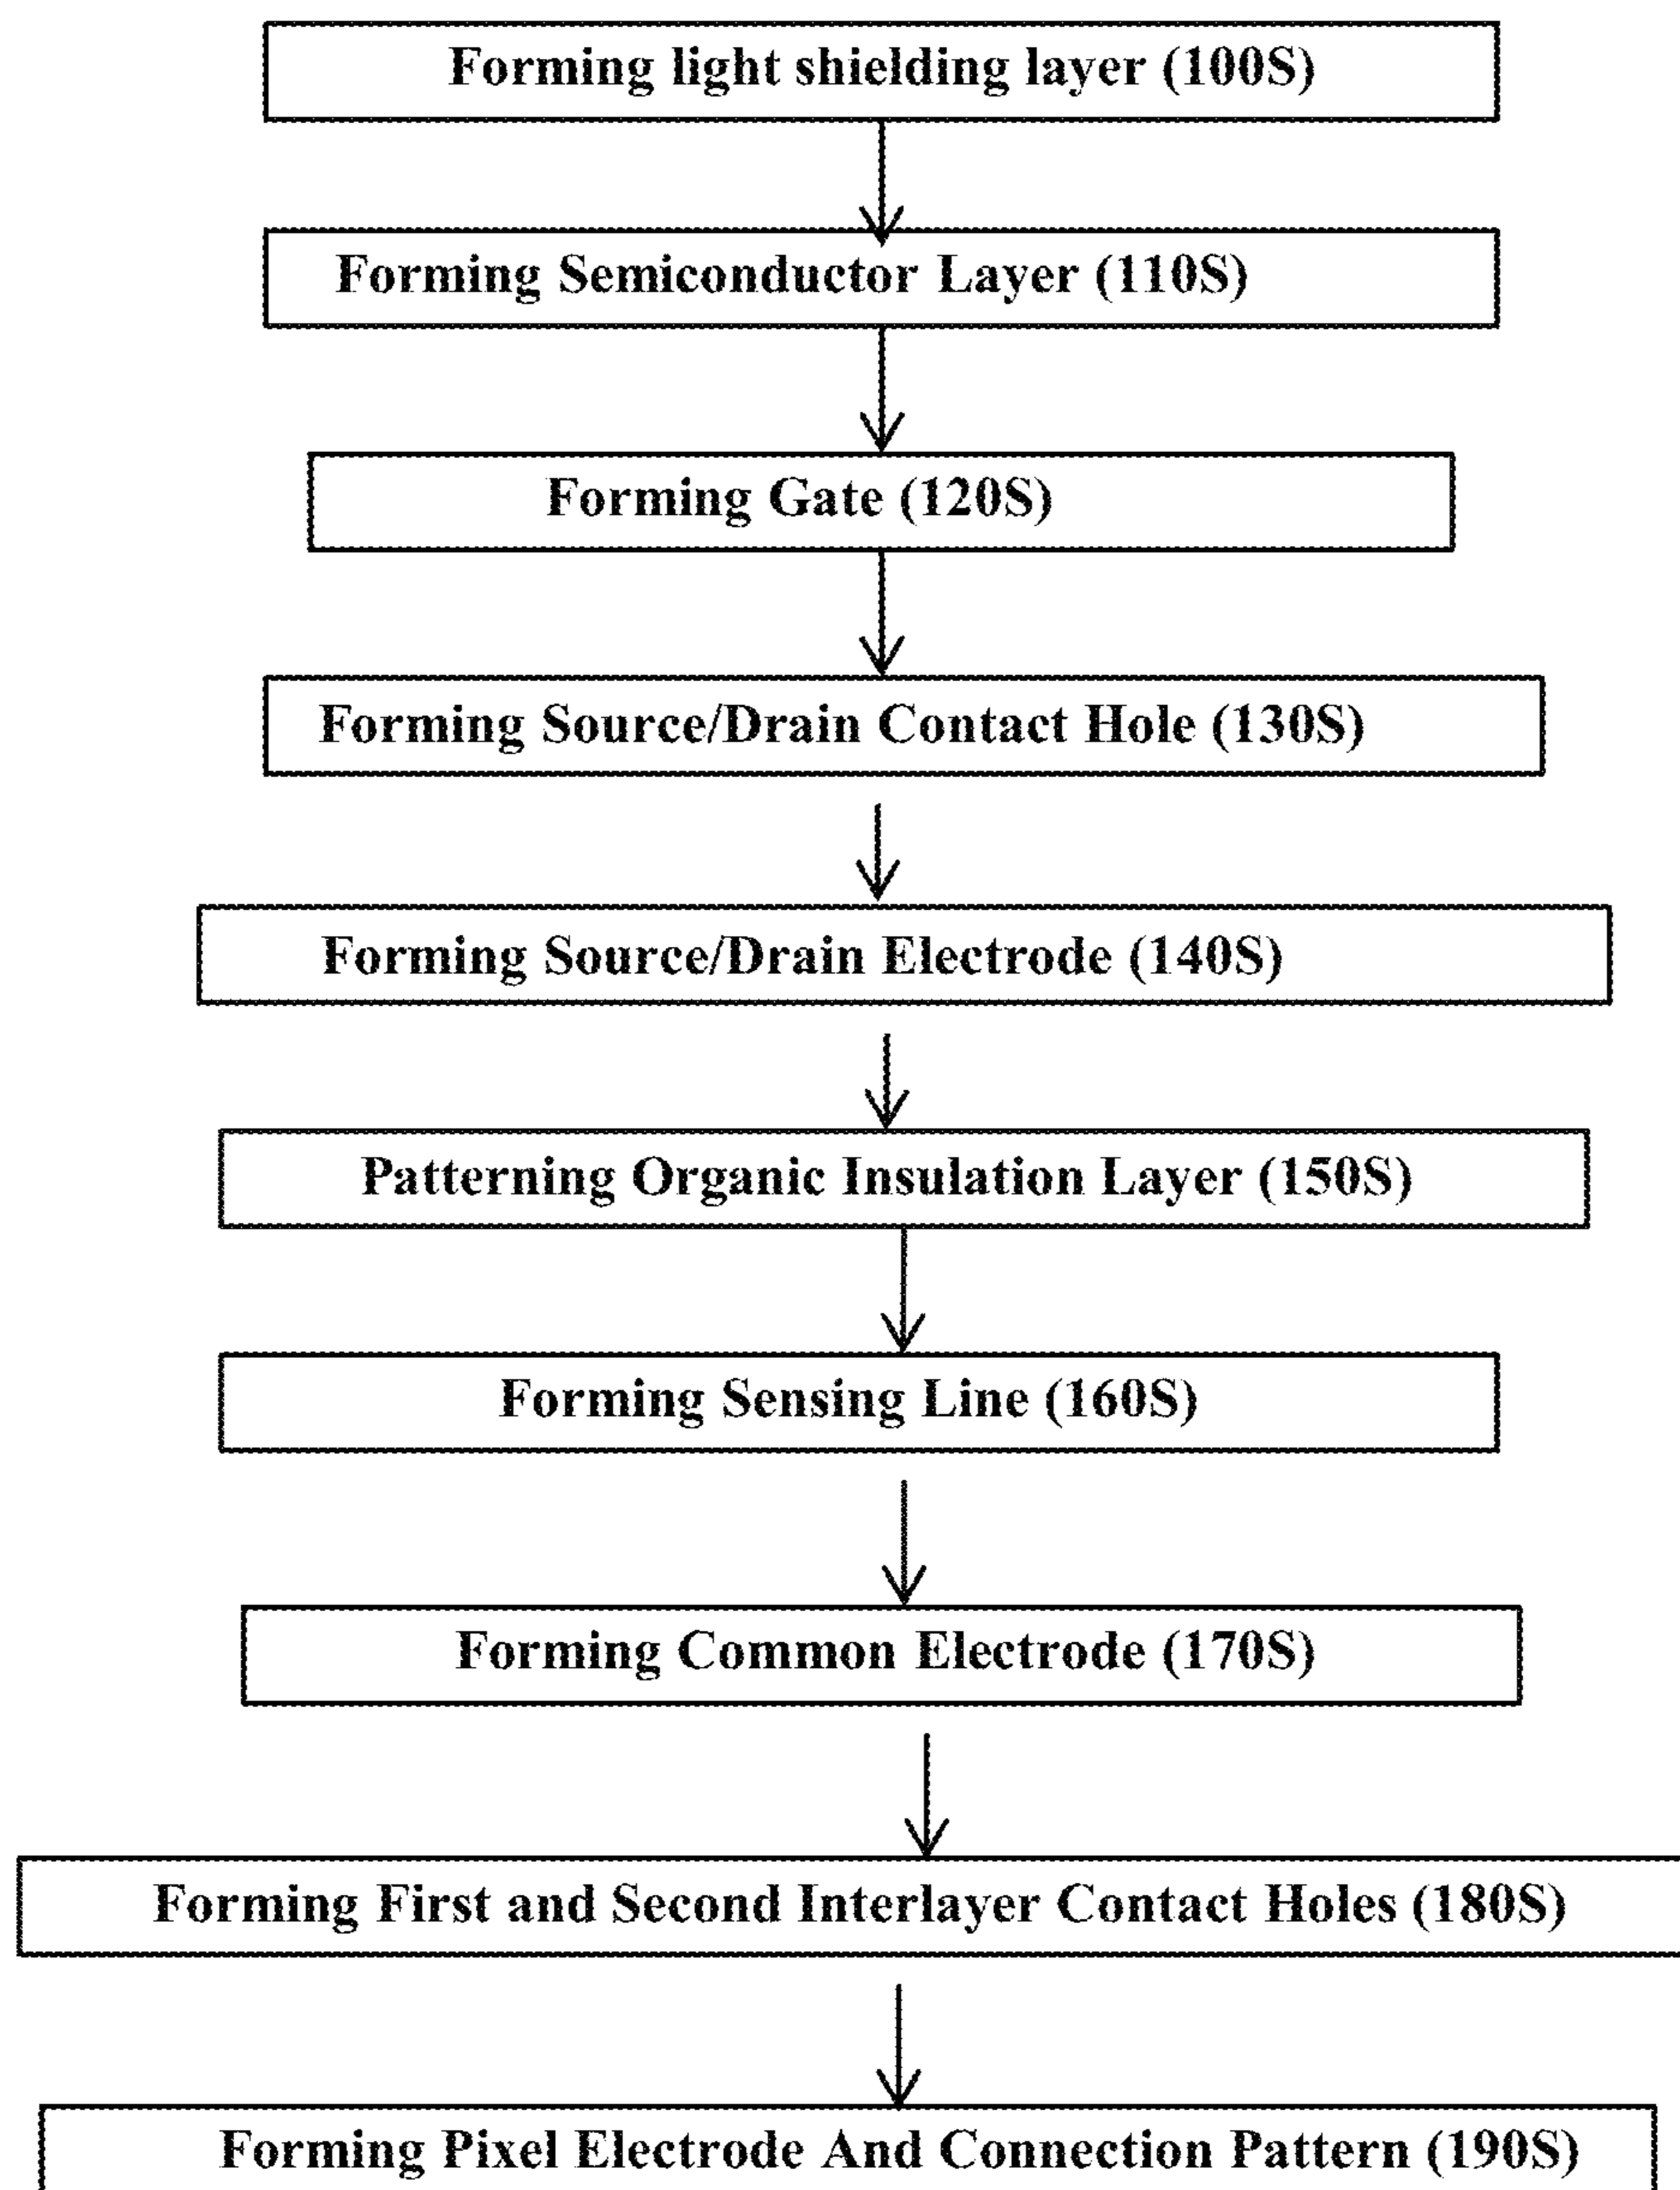 Forming light shielding layer (100S)
Forming Semiconductor Layer (110S)
Forming Gate (120S)
Forming Source/Drain Contact Hole (130S)
Forming Source/Drain Electrode (140S)
Patterning Organic Insulation Layer (150S)
Forming Sensing Line (160S)
Forming Common Electrode (170S)
Forming First and Second Interlayer Contact Holes (180S)
Forming Pixel Electrode And Connection Pattern (190S)